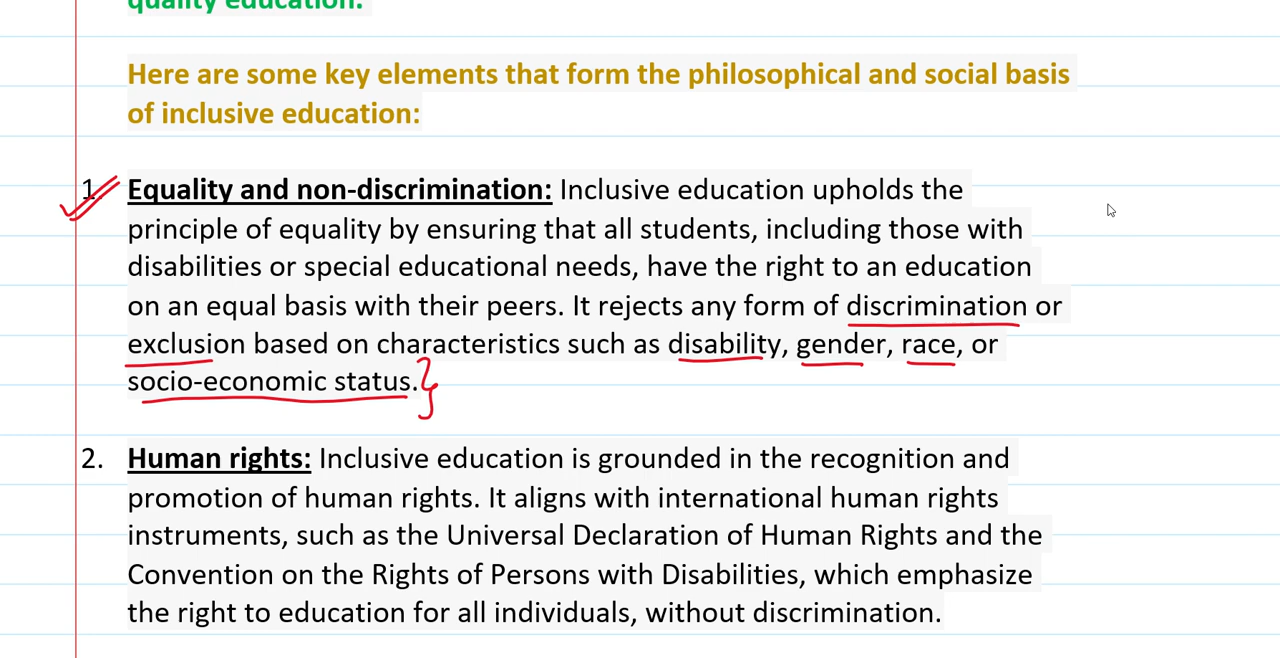 quality education.
Here are some key elements that form the philosophical and social basis
of inclusive education:
1. Equality and non-discrimination: Inclusive education upholds the
principle of equality by ensuring that all students, including those with
disabilities or special educational needs, have the right to an education
on an equal basis with their peers. It rejects any form of discrimination or
exclusion based on characteristics such as disability, gender, race, or
socio-economic status.
2. Human rights: Inclusive education is grounded in the recognition and
promotion of human rights. It aligns with international human rights
instruments, such as the Universal Declaration of Human Rights and the
Convention on the Rights of Persons with Disabilities, which emphasize
the right to education for all individuals, without discrimination.